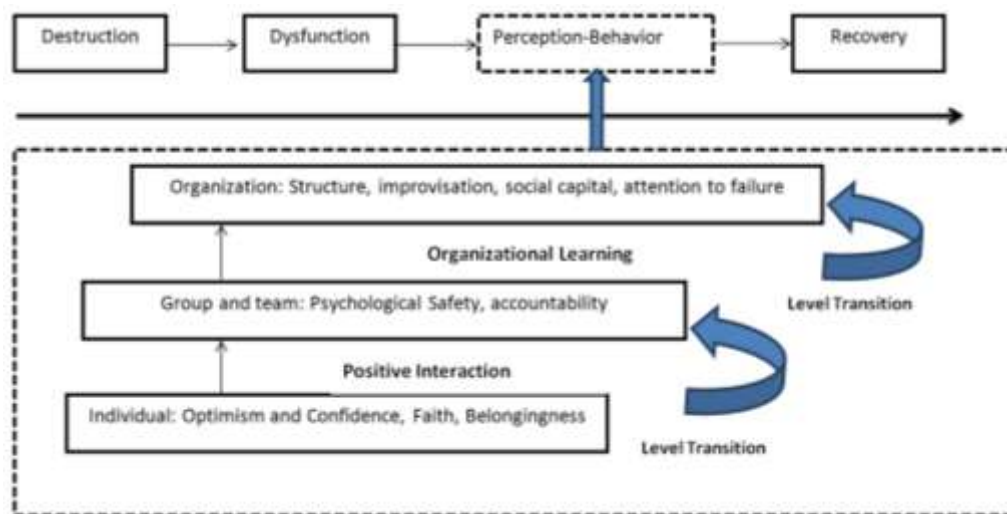 Destruction
Dysfunction
Perception-Behavior
Recovery
Organization: Structure, improvisation, social capital, attention to failure
Organizational Learning
Level Transition
Group and team: Psychological Safety, accountability
Positive Interaction
Level Transition
Individual: Optimism and Confidence, Faith, Belongingness